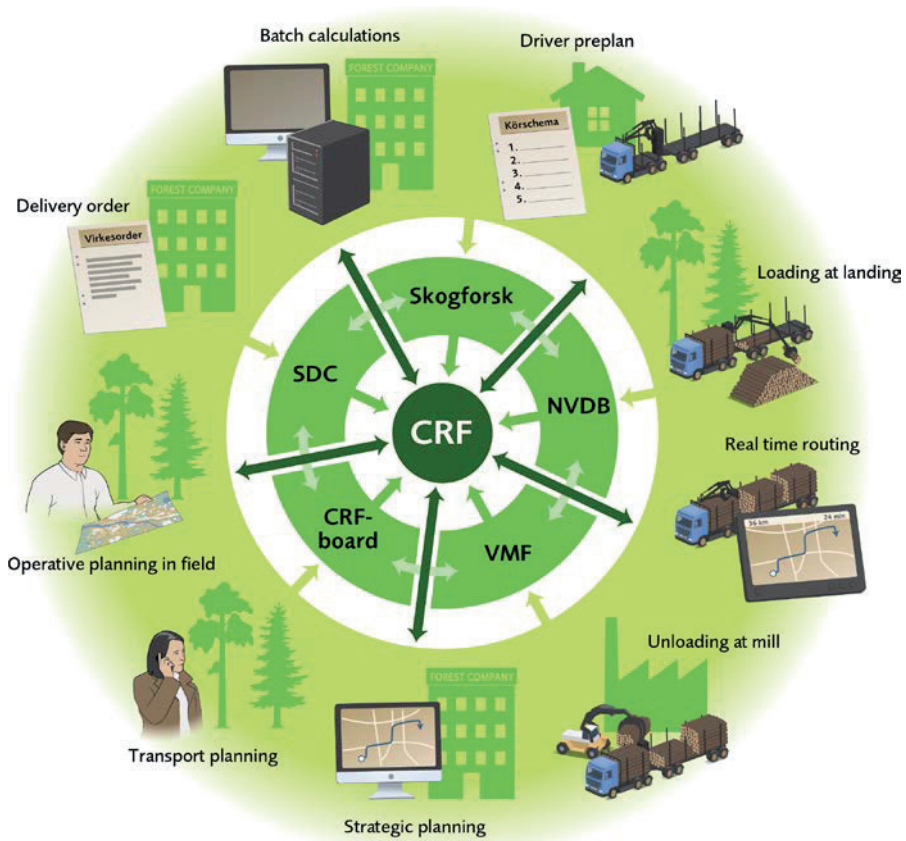 Batch calculations
FOREST COMPANY
Driver preplan
Körschema
1.
2.
3.
4.
5.
Delivery order
FOREST COMPANY
Virkesorder
Loading at landing
Skogforsk
SDC
NVDB
CRF
CRF-
board
VMF
Real time routing
36 km 24 min
Operative planning in field
Unloading at mill
FOREST COMPANY
Transport planning
Strategic planning